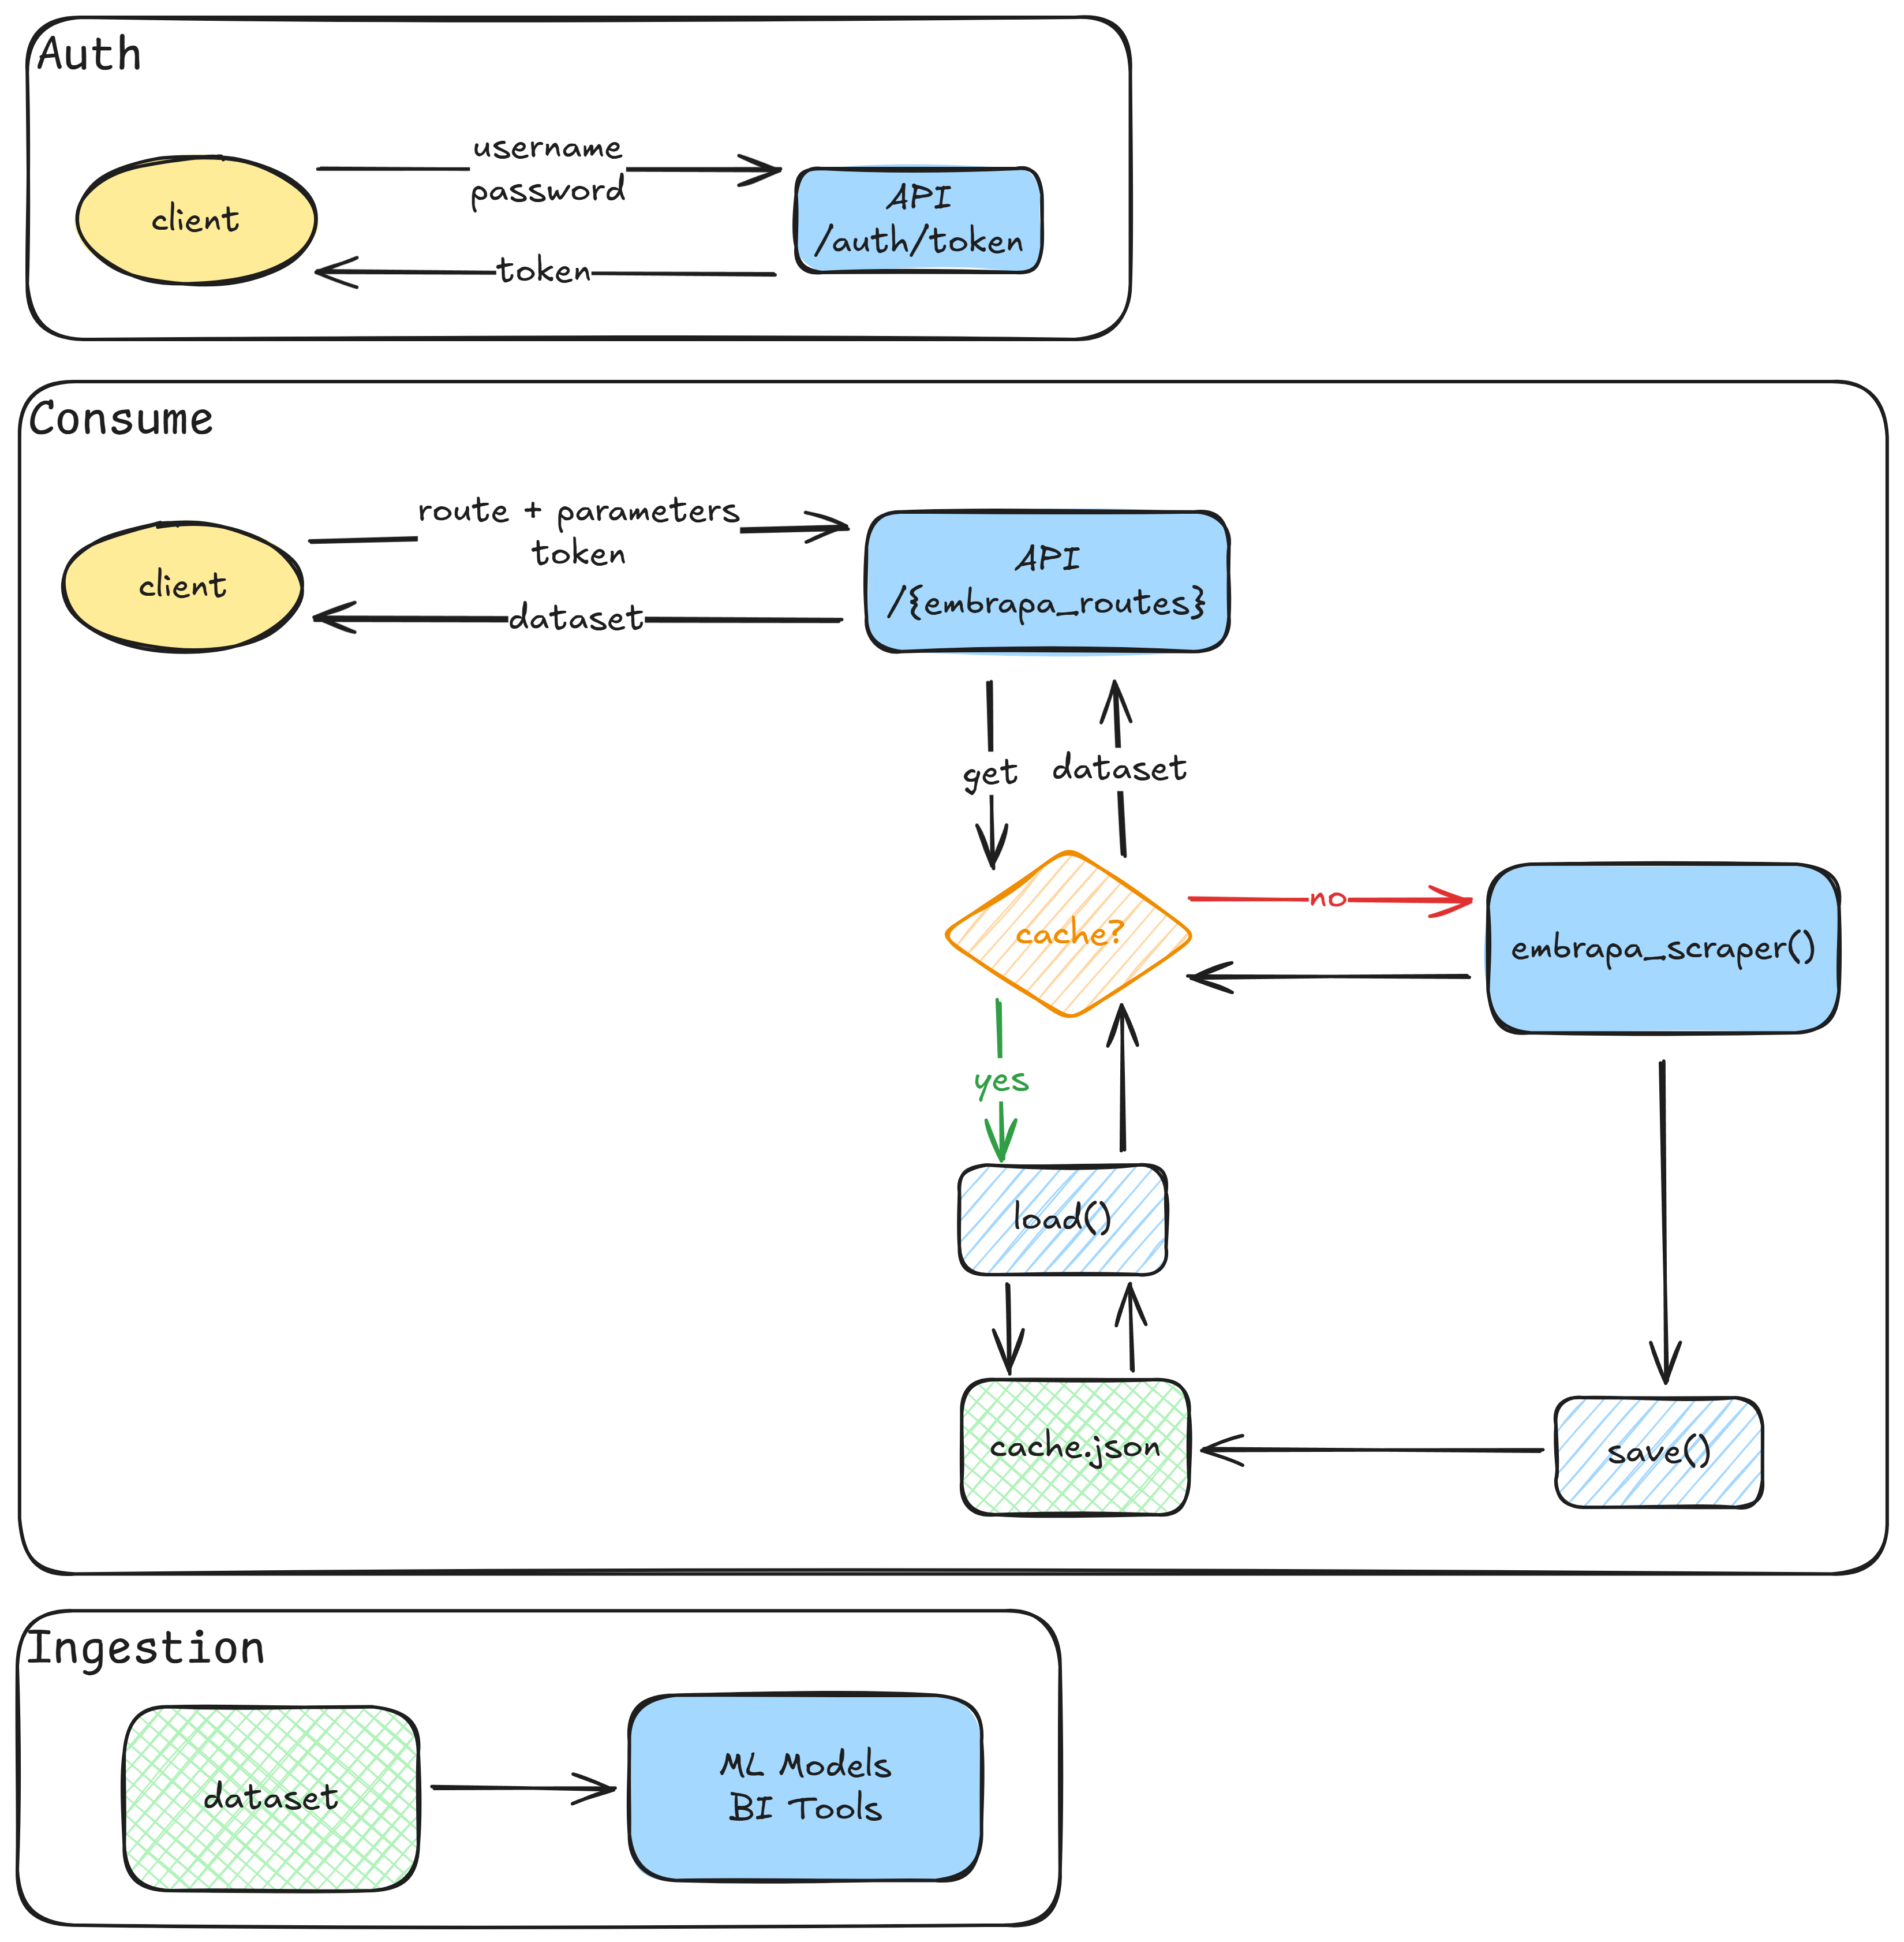 Auth
client
username
password
API
/auth/token
token
Consume
client
route + parameters
token
API
/{embrapa_routes}
dataset
get
dataset
cache?
no
embrapa_scraper()
yes
load()
cache.json
save()
Ingestion
dataset
ML Models
BI Tools